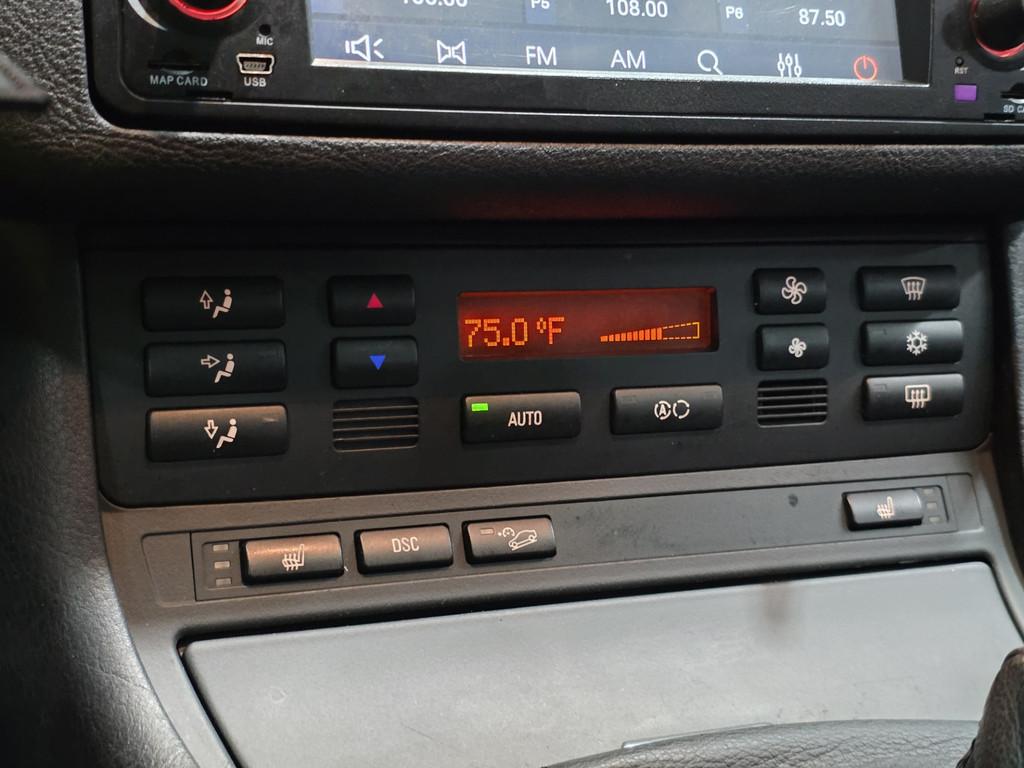 P5 108.00 P6 87.50
MIC
USB
MAP CARD
FM AM
RST
75.0 °F
AUTO
A
DSC